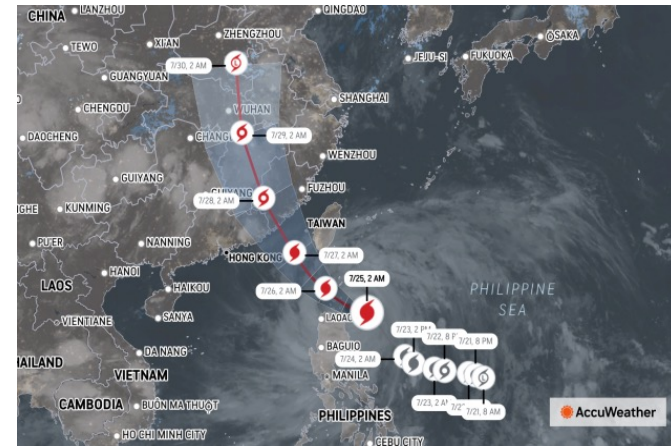 LANZHOU
QINGDAO
CHINA
ZHENGZHOU
OSAKA
TEWO
XI'AN
JEJU-SI
FUKUOKA
7/30, 2 AM
GUANGYUAN
CHENGDU
WUHAN
SHANGHAI
DAOCHENG
7/29, 2 AM
WENZHOU
GUIYANG
GUIYANG
7/28, 2 AM
FUZHOU
KUNMING
TAIWAN
PU'ER
NANNING
HONG KONG
7/27, 2 AM
HANOI
7/25, 2 AM
LAOS
HAIKOU
7/26, 2 AM
PHILIPPINE
SEA
SANYA
VIENTIANE
7/23, 2 PM
7/22, 8 PM
7/21, 8 PM
DA NANG
BAGUIO
7/24, 2 AM
VIETNAM
MANILA
7/23, 2 AM
7/21, 8 AM
CAMBODIA
BUÔN MA THUỘT
PHILIPPINES
AccuWeather
HO CHI MINH CITY
CEBU CITY